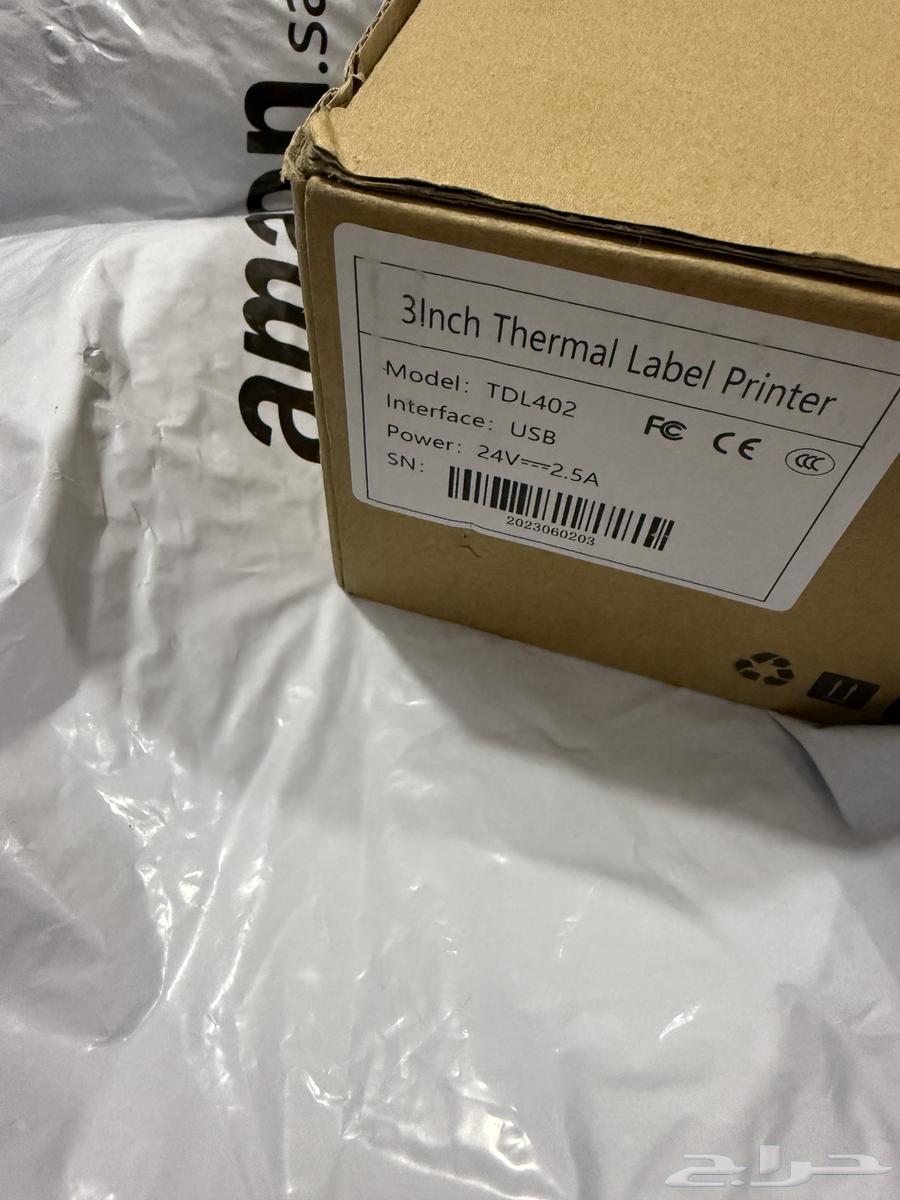 amazon.sa
3Inch Thermal Label Printer
Model: TDL402
Interface: USB
Power: 24V⎓2.5A
SN:
2023060203
FC CE CCC
حراج